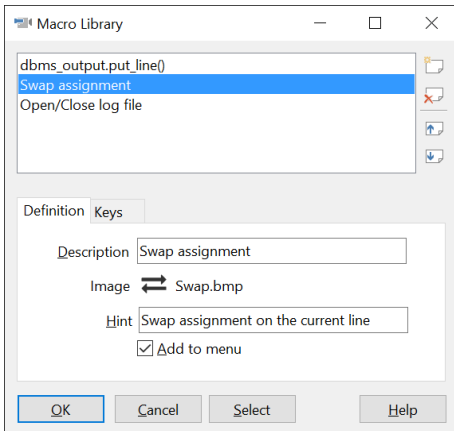 Macro Library
dbms_output.put_line()
Swap assignment
Open/Close log file
Definition Keys
Description Swap assignment
Image Swap.bmp
Hint Swap assignment on the current line
Add to menu
OK Cancel Select Help